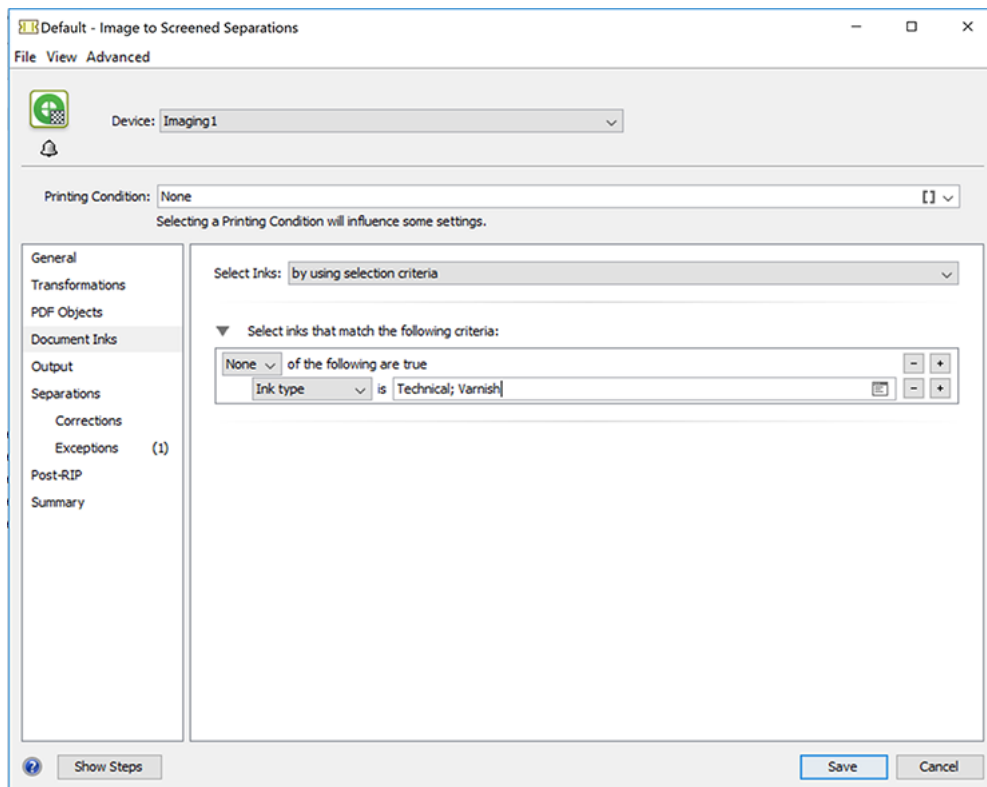 Default - Image to Screened Separations
File View Advanced
Device: Imaging1
Printing Condition: None
Selecting a Printing Condition will influence some settings.
General
Transformations
PDF Objects
Document Inks
Output
Separations
Corrections
Exceptions (1)
Post-RIP
Summary
Select Inks: by using selection criteria
Select inks that match the following criteria:
None of the following are true
Ink type is Technical; Varnish
Show Steps
Save Cancel